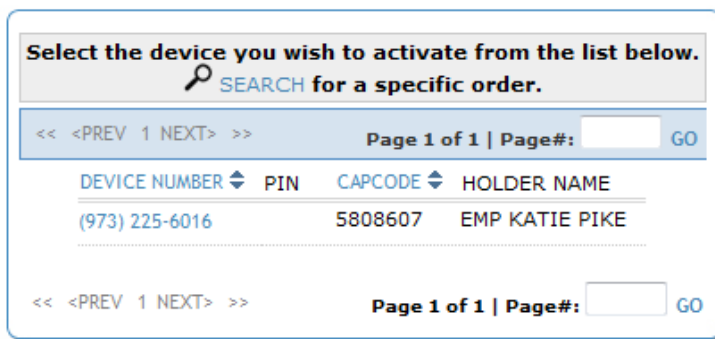 Select the device you wish to activate from the list below.
SEARCH for a specific order.
<< <PREV 1 NEXT> >> Page 1 of 1 | Page#: GO
DEVICE NUMBER PIN CAPCODE HOLDER NAME
(973) 225-6016 5808607 EMP KATIE PIKE
<< <PREV 1 NEXT> >> Page 1 of 1 | Page#: GO